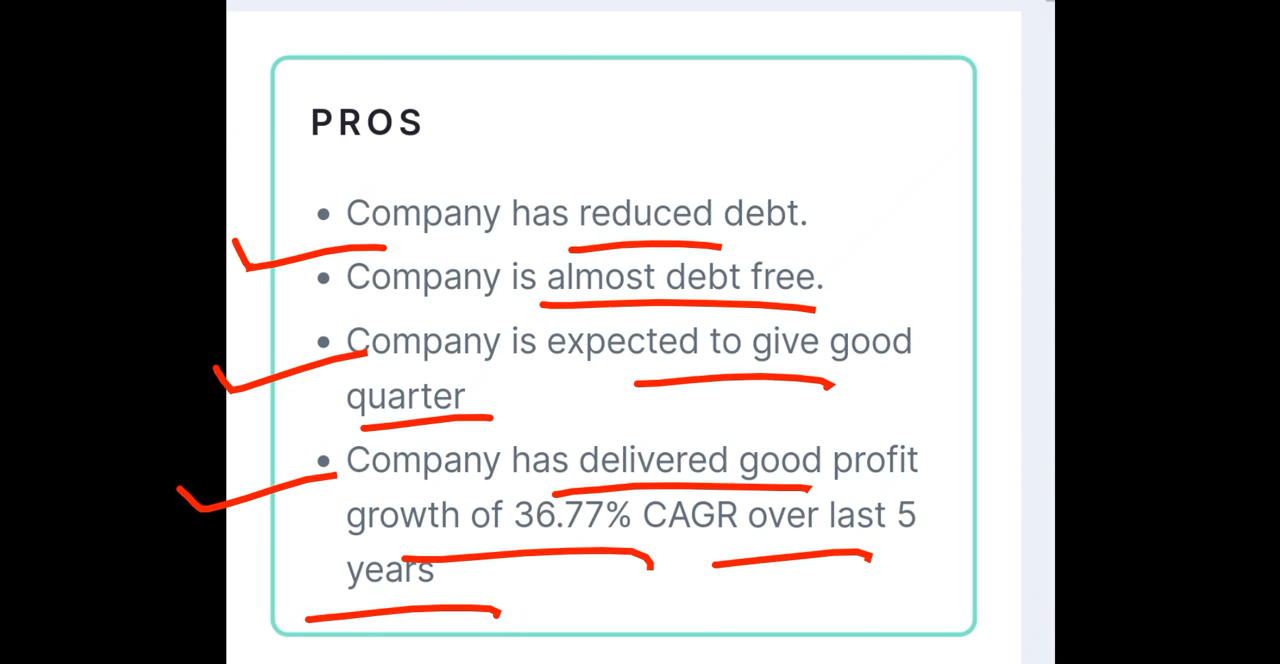 PROS
Company has reduced debt.
Company is almost debt free.
Company is expected to give good
quarter
Company has delivered good profit
growth of 36.77% CAGR over last 5
years